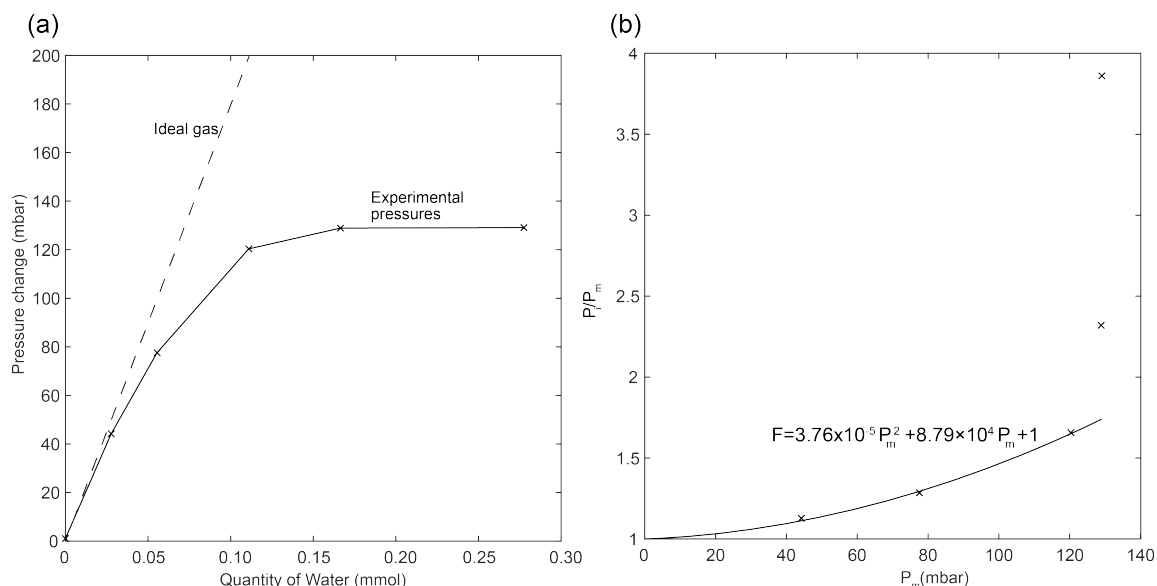 (a)
200
180
160
140
120
100
80
60
40
20
0
Pressure change (mbar)
Ideal gas
Experimental
pressures
0 0.05 0.10 0.15 0.20 0.25 0.30
Quantity of Water (mmol)
(b)
4
3.5
3
2.5
2
1.5
1
P_i/P_m
F=3.76x10^-5 P_m^2 +8.79×10^4 P_m +1
0 20 40 60 80 100 120 140
P_m(mbar)